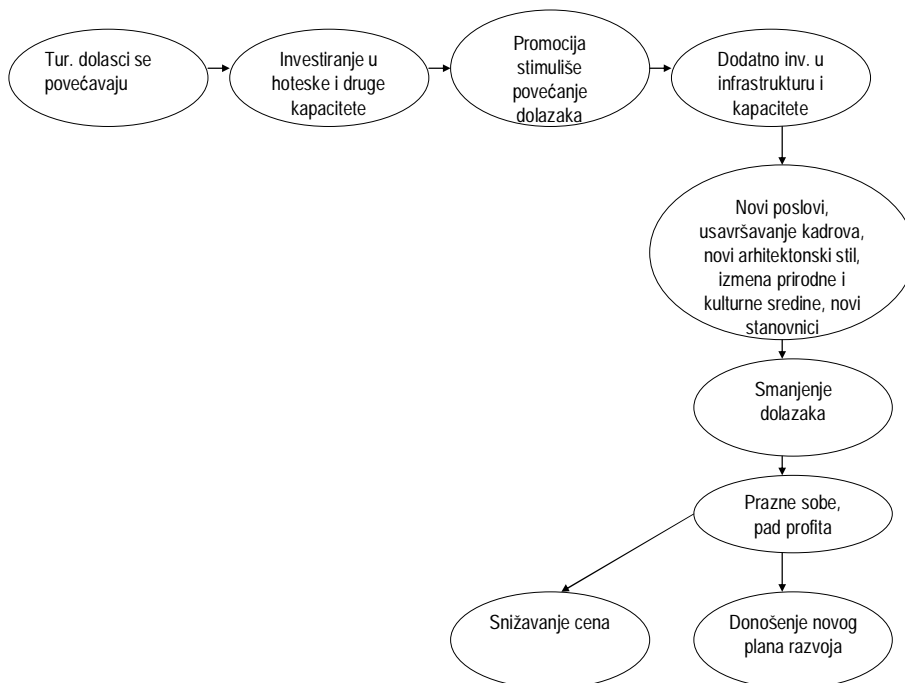 Tur. dolasci se
povećavaju
Investiranje u
hoteske i druge
kapacitete
Promocija
stimuliše
povećanje
dolazaka
Dodatno inv. u
infrastrukturu i
kapacitete
Novi poslovi,
usavršavanje kadrova,
novi arhitektonski stil,
izmena prirodne i
kulturne sredine, novi
stanovnici
Smanjenje
dolazaka
Prazne sobe,
pad profita
Snižavanje cena
Donošenje novog
plana razvoja